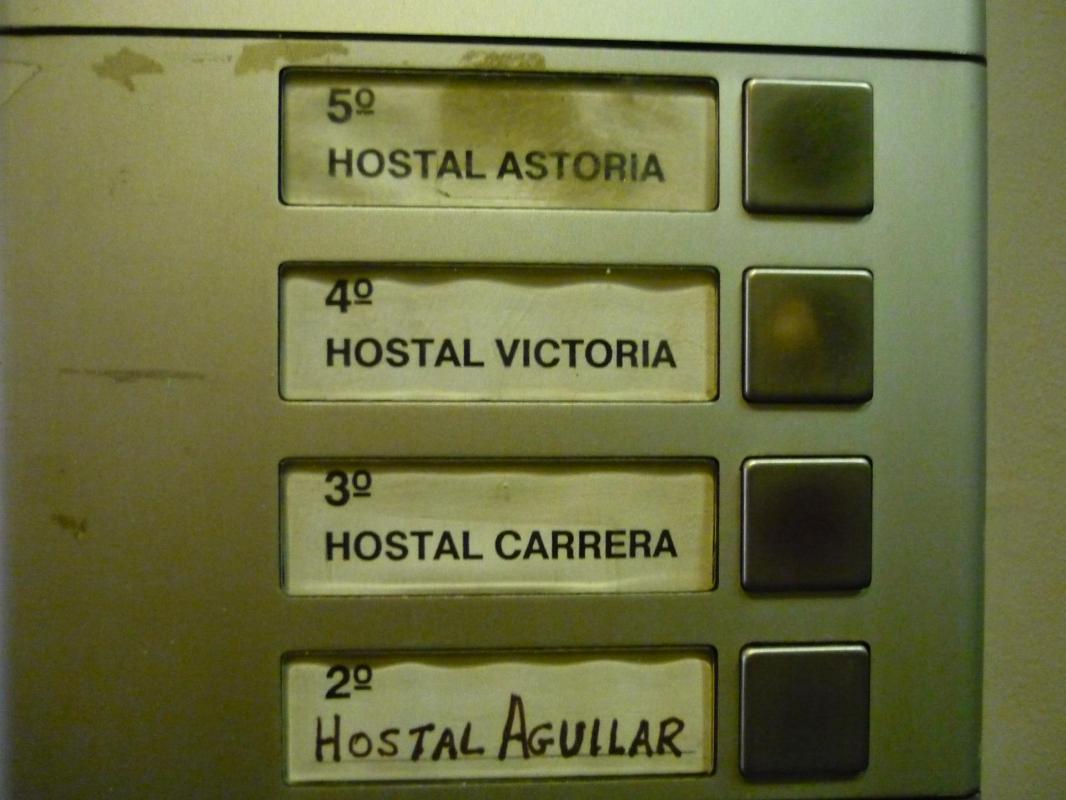 5º
HOSTAL ASTORIA
4º
HOSTAL VICTORIA
3º
HOSTAL CARRERA
2º
HOSTAL AGUILAR